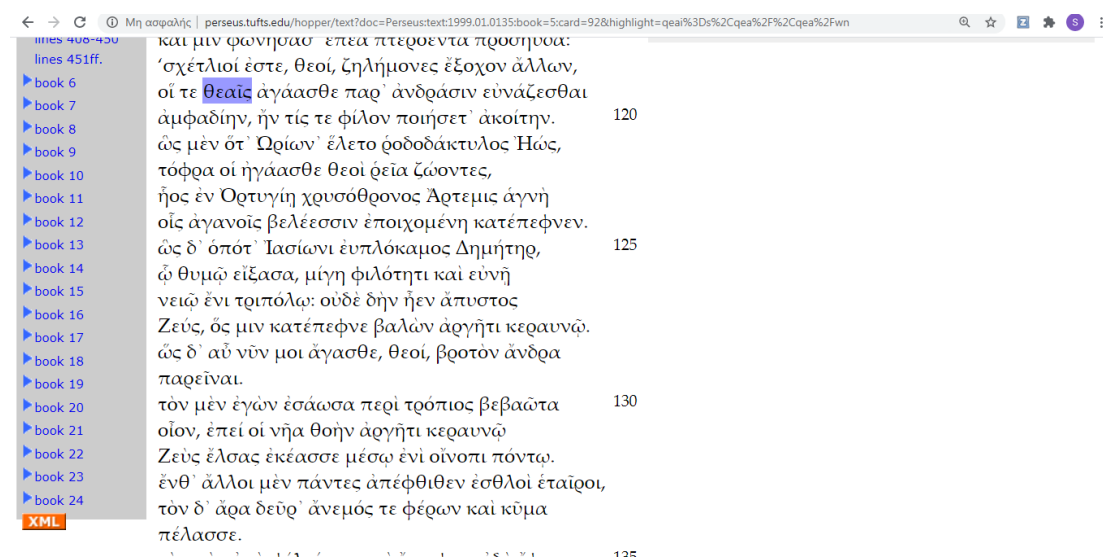 Μη ασφαλής | perseus.tufts.edu/hopper/text?doc=Perseus:text:1999.01.0135:book=5:card=92&highlight=qeai%3Ds%2Cqea%2F%2Cqea%2Fwn
S
lines 408-450
lines 451ff.
book 6
book 7
book 8
book 9
book 10
book 11
book 12
book 13
book 14
book 15
book 16
book 17
book 18
book 19
book 20
book 21
book 22
book 23
book 24
XML
καί μιν φωνήσασ᾽ ἔπεα πτερόεντα προσηύδα:
‘σχέτλιοί ἐστε, θεοί, ζηλήμονες ἔξοχον ἄλλων,
οἵ τε θεαῖς ἀγάασθε παρ᾽ ἀνδράσιν εὐνάζεσθαι
ἀμφαδίην, ἤν τίς τε φίλον ποιήσετ᾽ ἀκοίτην. 120
ὣς μὲν ὅτ᾽ Ὠρίων᾽ ἕλετο ῥοδοδάκτυλος Ἠώς,
τόφρα οἱ ἠγάασθε θεοὶ ῥεῖα ζώοντες,
ἧος ἐν Ὀρτυγίῃ χρυσόθρονος Ἄρτεμις ἁγνὴ
οἷς ἀγανοῖς βελέεσσιν ἐποιχομένη κατέπεφνεν.
ὣς δ᾽ ὁπότ᾽ Ἰασίωνι ἐυπλόκαμος Δημήτηρ, 125
ᾧ θυμῷ εἴξασα, μίγη φιλότητι καὶ εὐνῇ
νειῷ ἔνι τριπόλῳ: οὐδὲ δὴν ἦεν ἄπυστος
Ζεύς, ὅς μιν κατέπεφνε βαλὼν ἀργῆτι κεραυνῷ.
ὥς δ᾽ αὖ νῦν μοι ἄγασθε, θεοί, βροτὸν ἄνδρα
παρεῖναι.
τὸν μὲν ἐγὼν ἐσάωσα περὶ τρόπιος βεβαῶτα 130
οἶον, ἐπεί οἱ νῆα θοὴν ἀργῆτι κεραυνῷ
Ζεὺς ἔλσας ἐκέασσε μέσῳ ἐνὶ οἴνοπι πόντῳ.
ἔνθ᾽ ἄλλοι μὲν πάντες ἀπέφθιθεν ἐσθλοὶ ἑταῖροι,
τὸν δ᾽ ἄρα δεῦρ᾽ ἄνεμός τε φέρων καὶ κῦμα
πέλασσε.
135